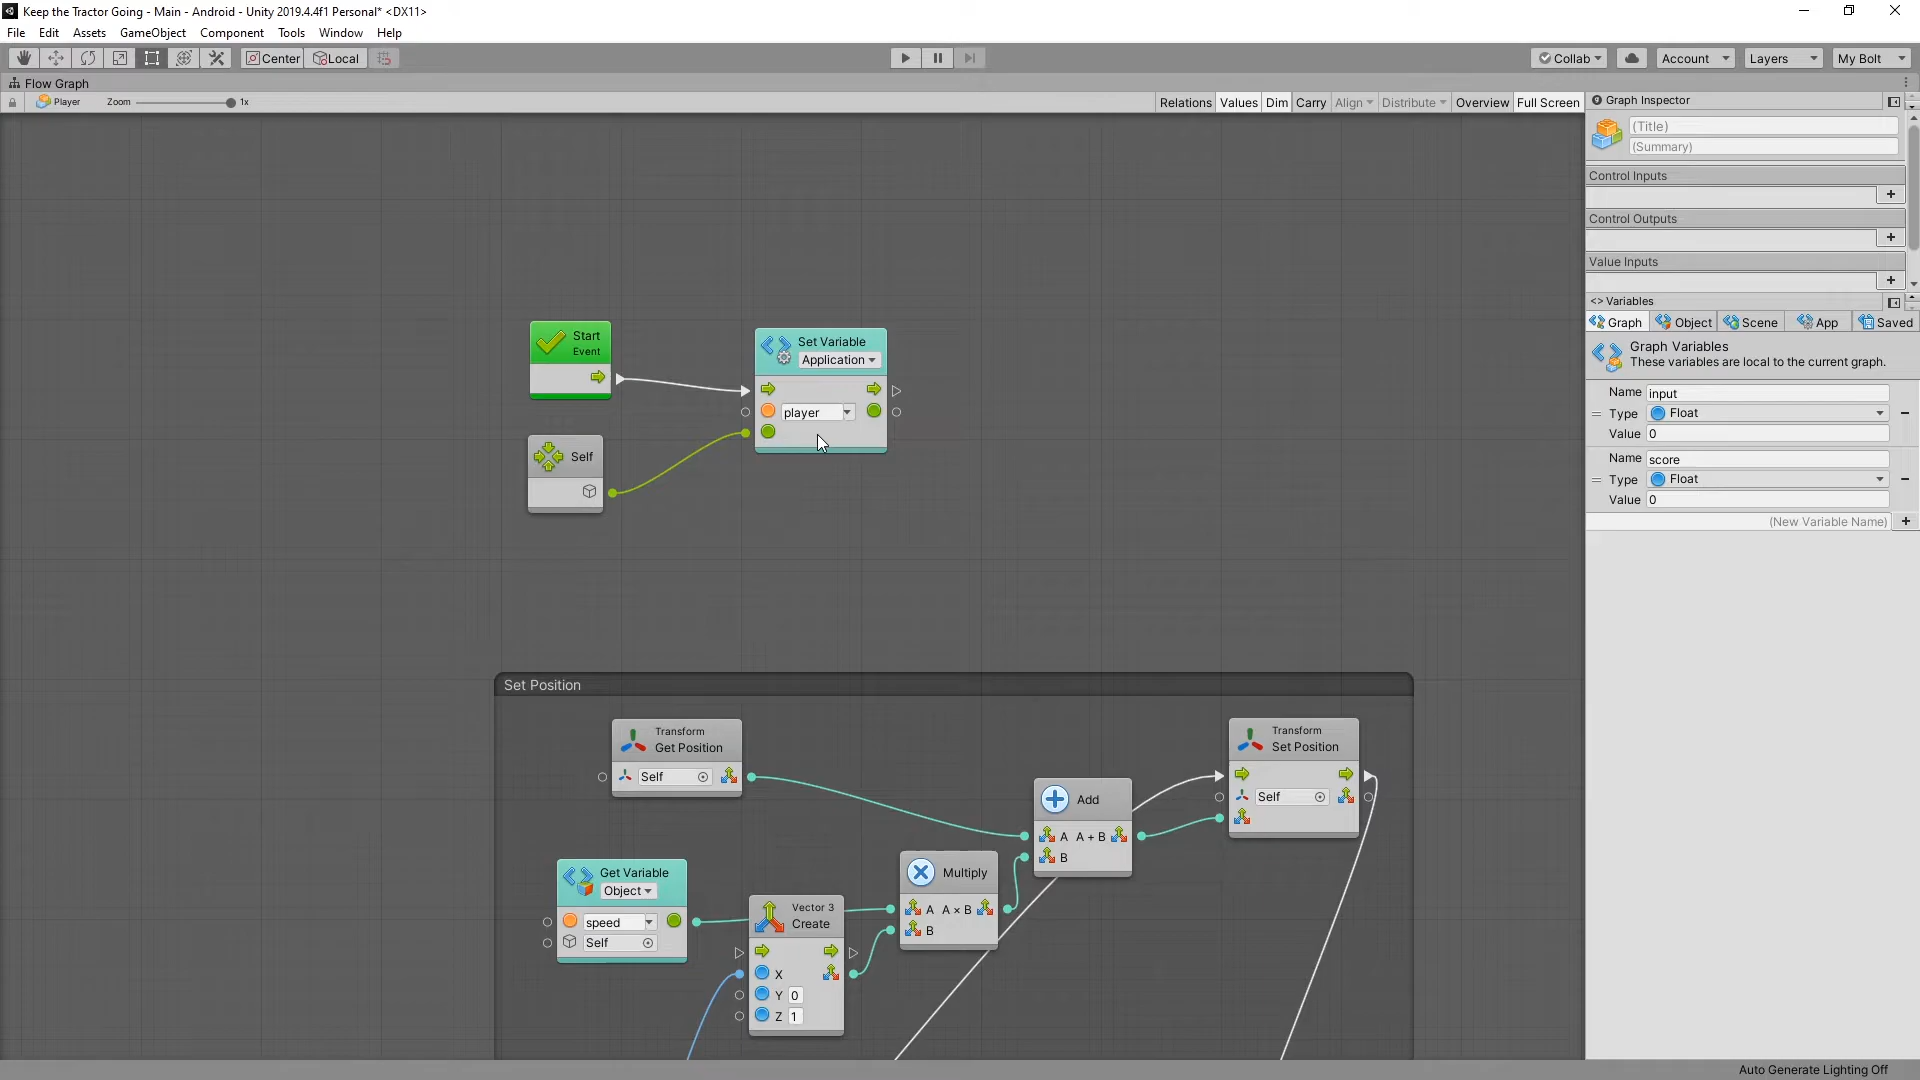 Keep the Tractor Going - Main - Android - Unity 2019.4.4f1 Personal* <DX11>
File Edit Assets GameObject Component Tools Window Help
Center Local Collab Account Layers My Bolt
Flow Graph
Player Zoom 1x Relations Values Dim Carry Align Distribute Overview Full Screen
Start
Event
Set Variable
Application
player
Self
Set Position
Transform
Get Position
Self
Transform
Set Position
Self
Add
A A + B
B
Get Variable
Object
speed
Self
Vector 3
Create
X
Y 0
Z 1
Multiply
A A × B
B
Graph Inspector
(Title)
(Summary)
Control Inputs
Control Outputs
Value Inputs
<> Variables
Graph Object Scene App Saved
Graph Variables
These variables are local to the current graph.
Name input
= Type Float
Value 0
Name score
= Type Float
Value 0
(New Variable Name)
Auto Generate Lighting Off